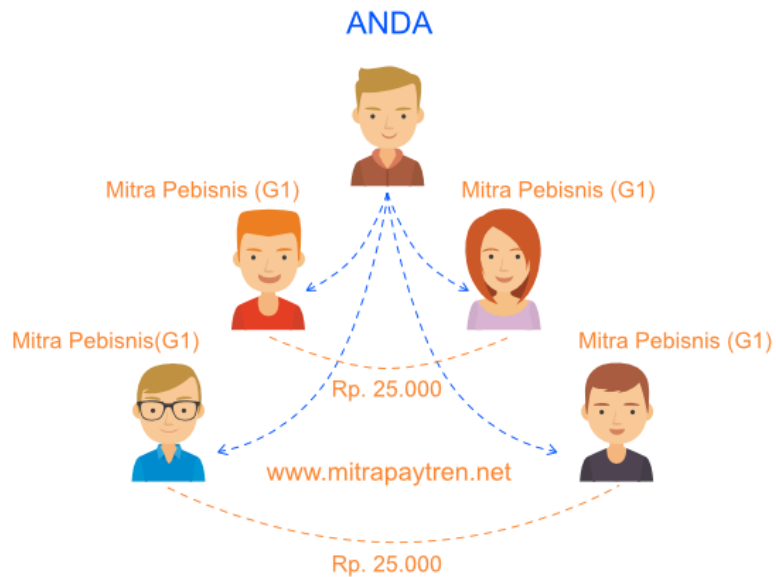 ANDA
Mitra Pebisnis (G1)
Mitra Pebisnis (G1)
Mitra Pebisnis(G1)
Mitra Pebisnis (G1)
Rp. 25.000
www.mitrapaytren.net
Rp. 25.000